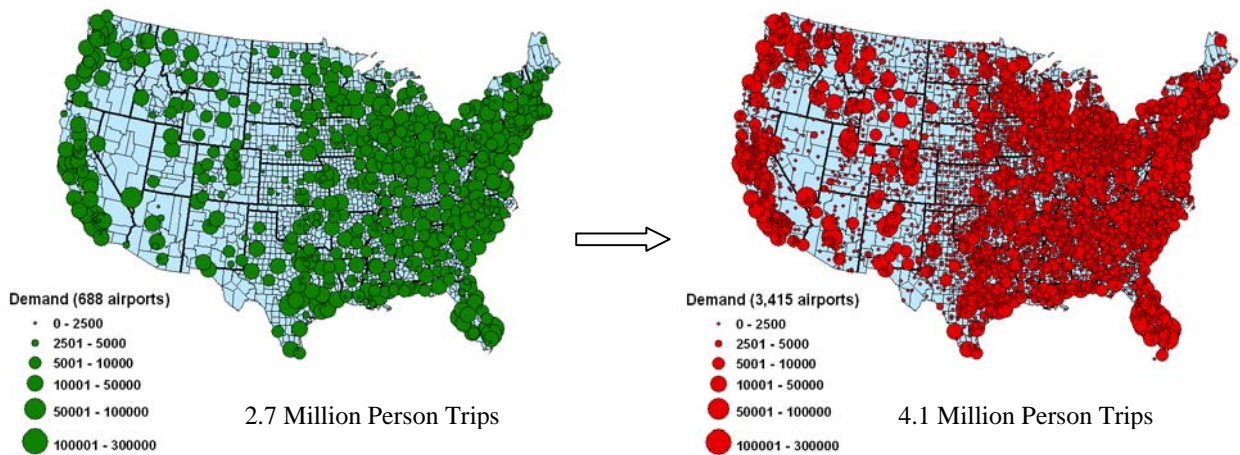 Demand (688 airports)
0 - 2500
2501 - 5000
5001 - 10000
10001 - 50000
50001 - 100000
100001 - 300000
2.7 Million Person Trips
Demand (3,415 airports)
0 - 2500
2501 - 5000
5001 - 10000
10001 - 50000
50001 - 100000
100001 - 300000
4.1 Million Person Trips